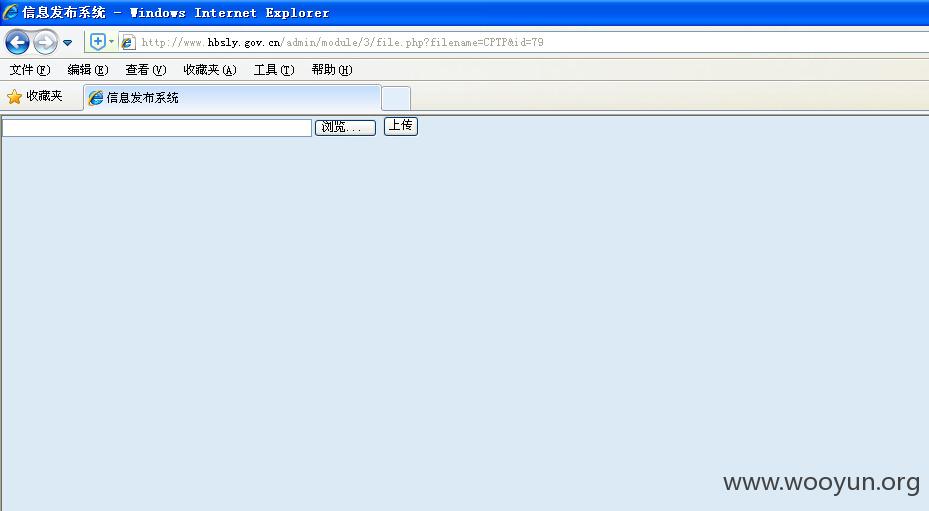 信息发布系统 - Windows Internet Explorer
http://www.hbsly.gov.cn/admin/module/3/file.php?filename=CPTP&id=79
文件(F) 编辑(E) 查看(V) 收藏夹(A) 工具(T) 帮助(H)
收藏夹 信息发布系统
浏览... 上传
www.wooyun.org